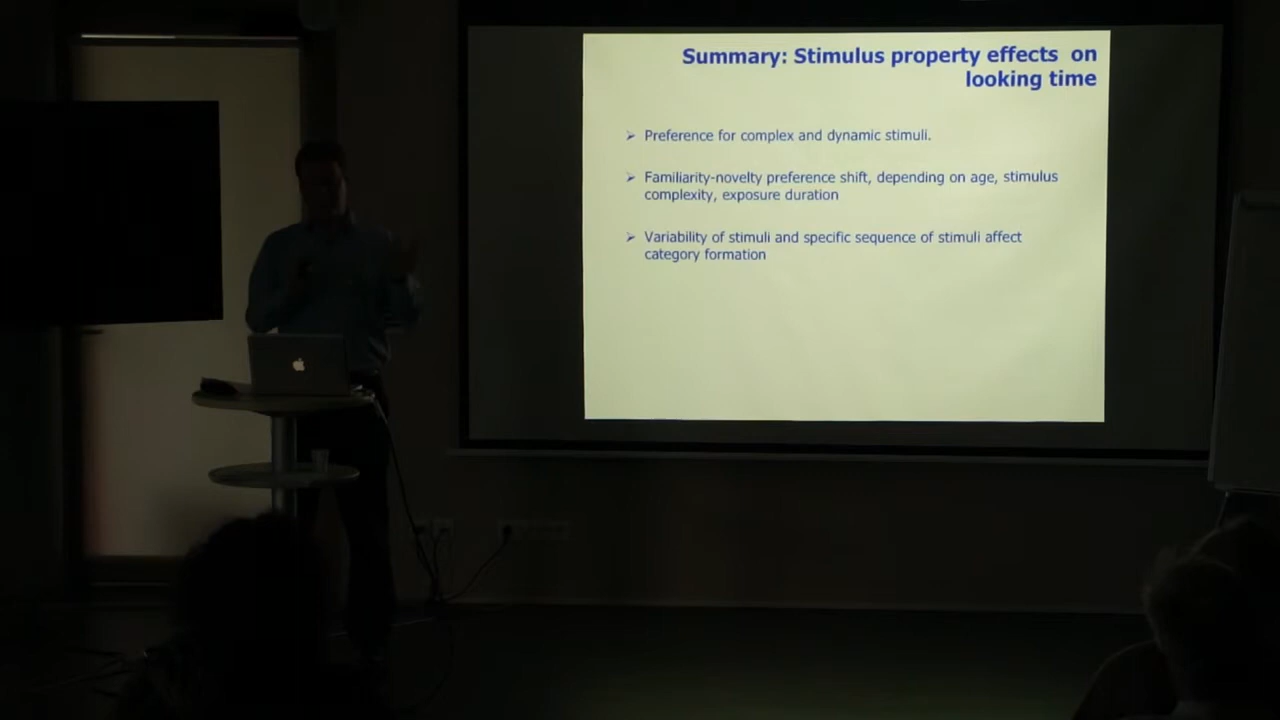 Summary: Stimulus property effects on
looking time
➢ Preference for complex and dynamic stimuli.
➢ Familiarity-novelty preference shift, depending on age, stimulus
complexity, exposure duration
➢ Variability of stimuli and specific sequence of stimuli affect
category formation